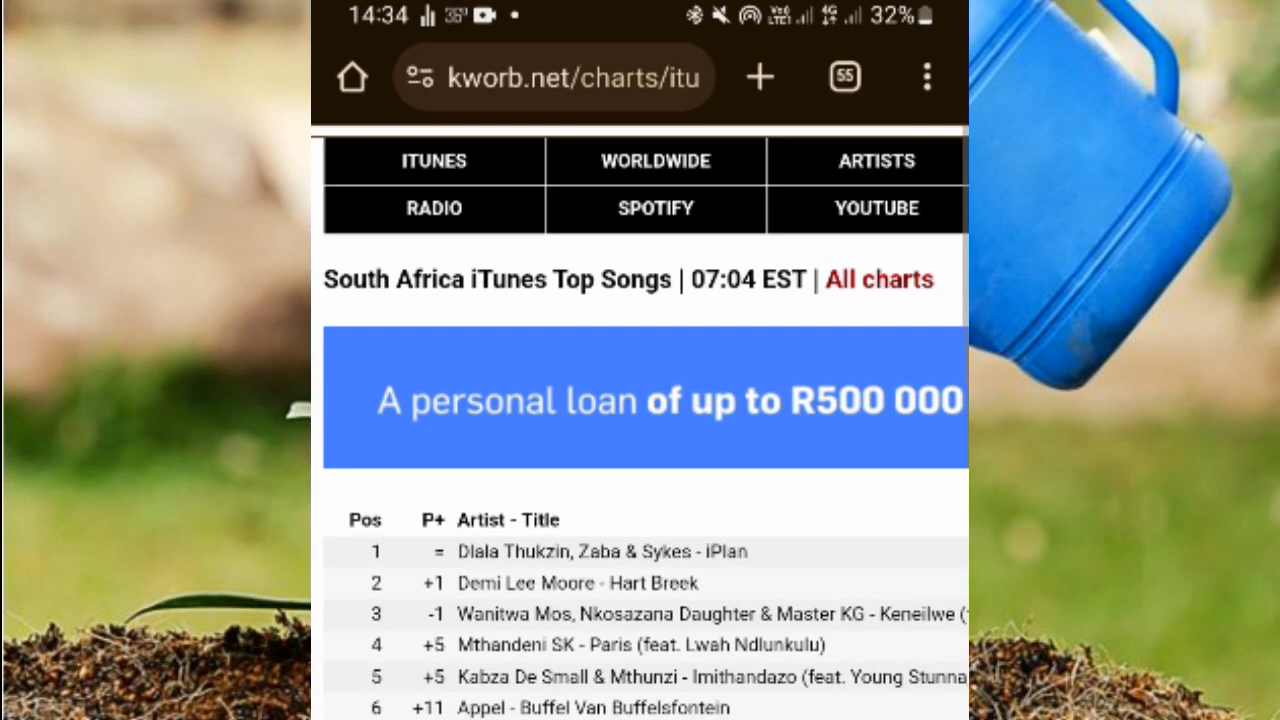 14:34 36° 32%
kworb.net/charts/itu 55
ITUNES WORLDWIDE ARTISTS
RADIO SPOTIFY YOUTUBE
South Africa iTunes Top Songs | 07:04 EST | All charts
A personal loan of up to R500 000
Pos P+ Artist - Title
1 = Dlala Thukzin, Zaba & Sykes - iPlan
2 +1 Demi Lee Moore - Hart Breek
3 -1 Wanitwa Mos, Nkosazana Daughter & Master KG - Keneilwe (
4 +5 Mthandeni SK - Paris (feat. Lwah Ndlunkulu)
5 +5 Kabza De Small & Mthunzi - Imithandazo (feat. Young Stunna
6 +11 Appel - Buffel Van Buffelsfontein